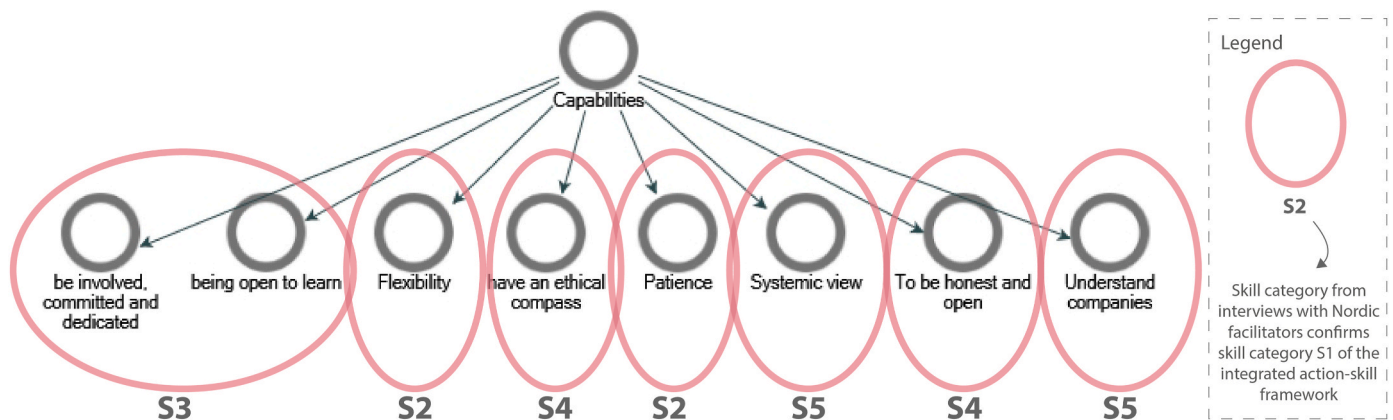 Capabilities
be involved,
committed and
dedicated
being open to learn
Flexibility
have an ethical
compass
Patience
Systemic view
To be honest and
open
Understand
companies
S3
S2
S4
S2
S5
S4
S5
Legend
S2
Skill category from
interviews with Nordic
facilitators confirms
skill category S1 of the
integrated action-skill
framework